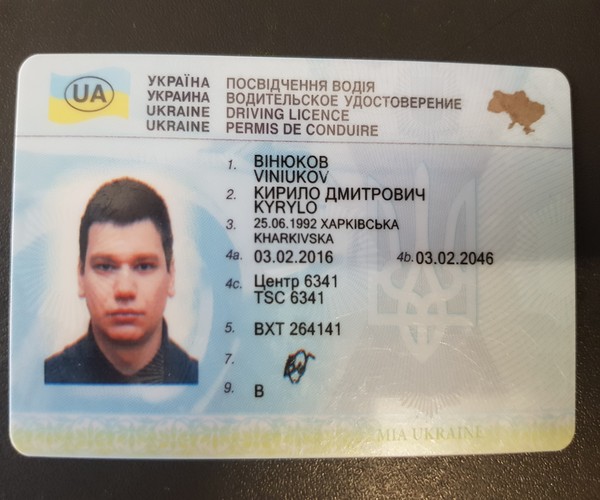 UA
УКРАЇНА ПОСВІДЧЕННЯ ВОДІЯ
УКРАИНА ВОДИТЕЛЬСКОЕ УДОСТОВЕРЕНИЕ
UKRAINE DRIVING LICENCE
UKRAINE PERMIS DE CONDUIRE
1. ВІНЮКОВ
VINIUKOV
2. КИРИЛО ДМИТРОВИЧ
KYRYLO
3. 25.06.1992 ХАРКІВСЬКА
KHARKIVSKA
4a. 03.02.2016 4b. 03.02.2046
4c. Центр 6341
TSC 6341
5. BXT 264141
7.
9. B
MIA UKRAINE